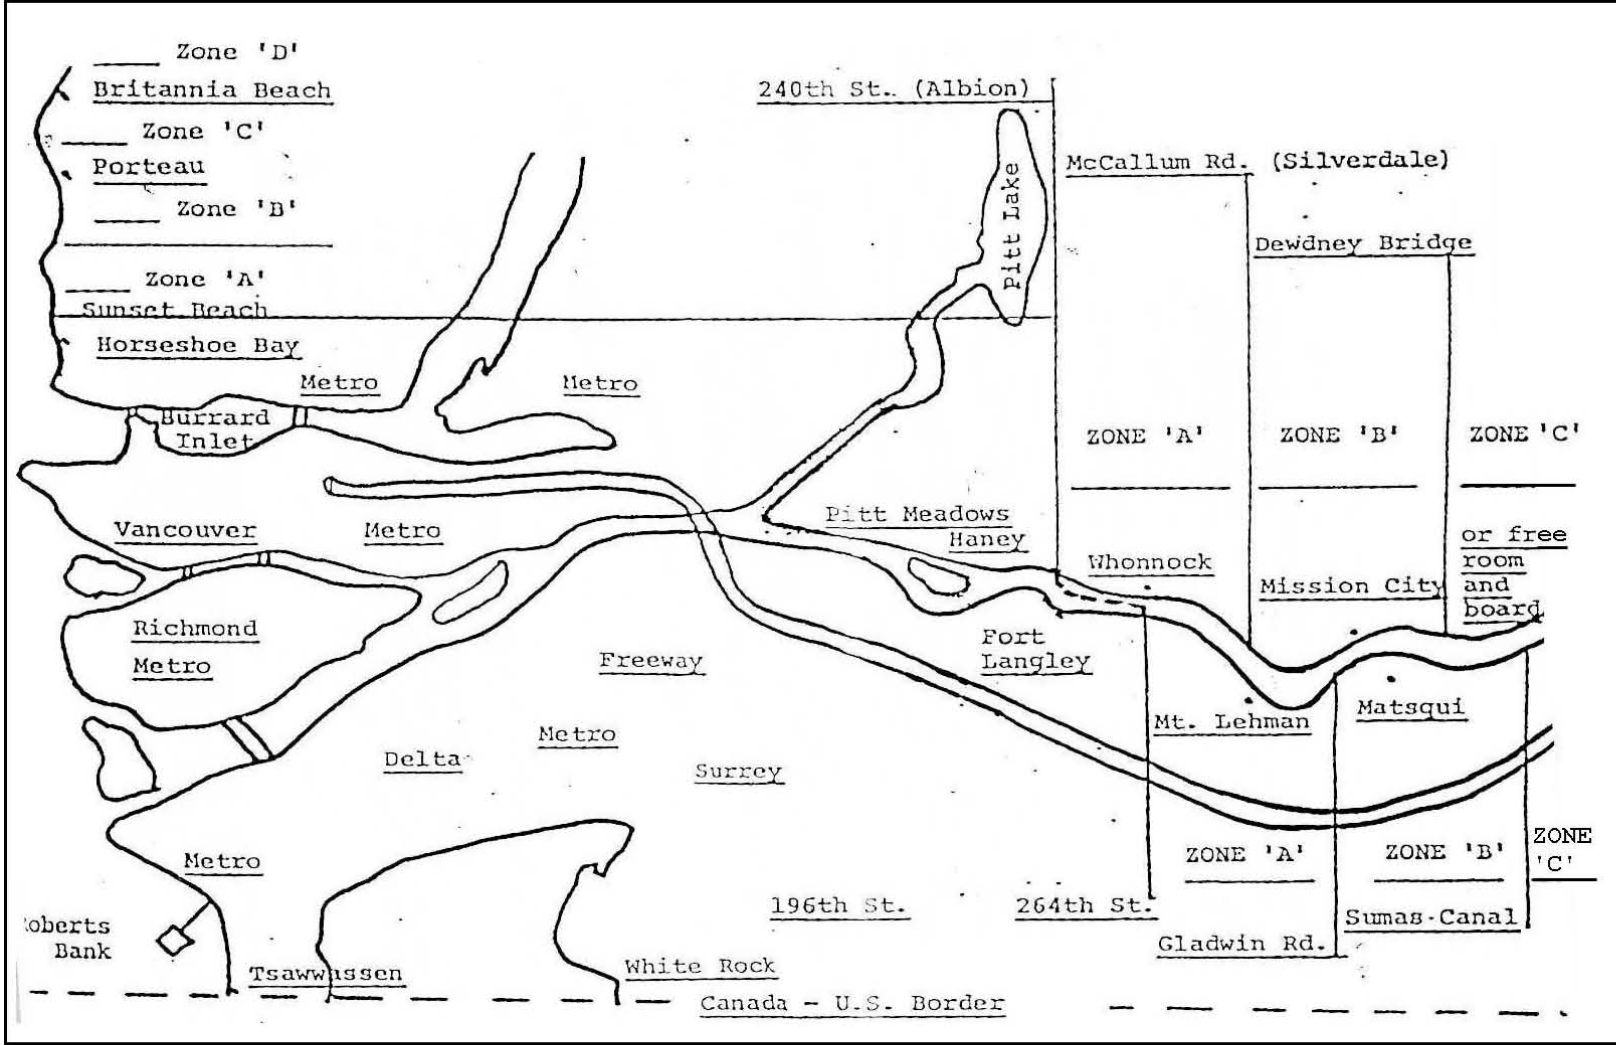 Zone 'D'
Britannia Beach
Zone 'C'
Porteau
Zone 'B'
Zone 'A'
Sunset Beach
Horseshoe Bay
Metro
Metro
Burrard
Inlet
240th St. (Albion)
Pitt Lake
McCallum Rd. (Silverdale)
Dewdney Bridge
ZONE 'A'
ZONE 'B'
ZONE 'C'
or free
room
and
board
Vancouver
Metro
Pitt Meadows
Haney
Whonnock
Mission City
Richmond
Metro
Freeway
Fort
Langley
Mt. Lehman
Matsqui
Delta
Metro
Surrey
Metro
ZONE 'A'
ZONE 'B'
ZONE
'C'
196th St.
264th St.
Gladwin Rd.
Sumas-Canal
oberts
Bank
Tsawwassen
White Rock
Canada - U.S. Border